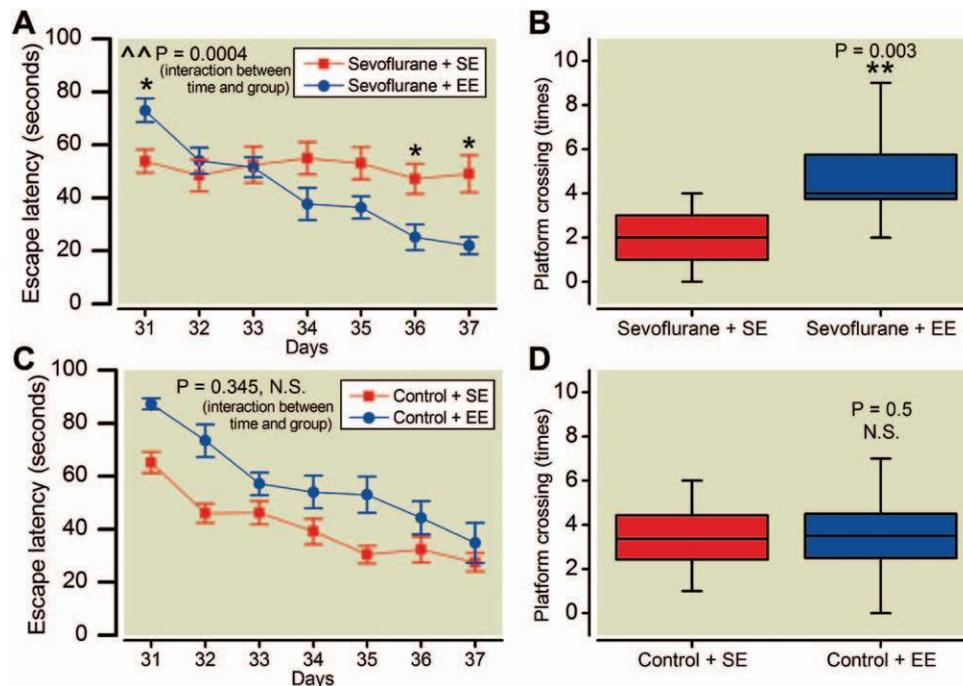 A
Escape latency (seconds)
100
80
60
40
20
0
^^ P = 0.0004
(interaction between
time and group)
Sevoflurane + SE
Sevoflurane + EE
*
*
*
31
32
33
34
35
36
37
Days
B
Platform crossing (times)
10
8
6
4
2
0
P = 0.003
**
Sevoflurane + SE
Sevoflurane + EE
C
Escape latency (seconds)
100
80
60
40
20
0
P = 0.345, N.S.
(interaction between
time and group)
Control + SE
Control + EE
31
32
33
34
35
36
37
Days
D
Platform crossing (times)
10
8
6
4
2
0
P = 0.5
N.S.
Control + SE
Control + EE